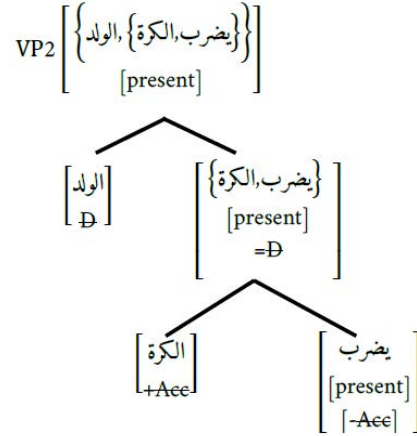 VP2 {الولد, {يضرب,الكرة}}
[present]
الولد
D
{يضرب,الكرة}
[present]
=D
الكرة
+Acc
يضرب
[present]
[-Acc]